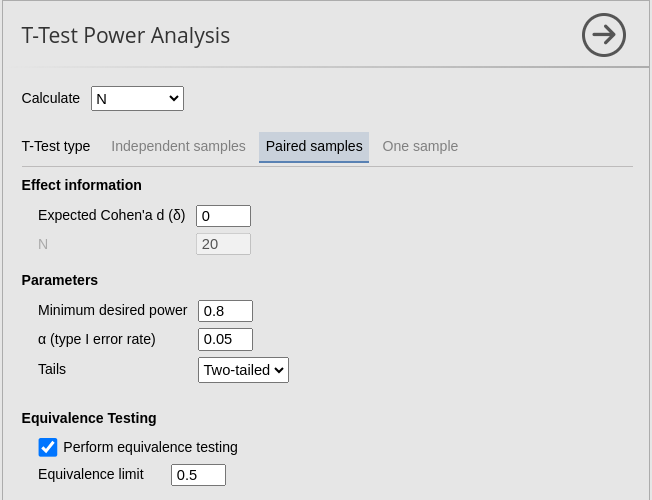 T-Test Power Analysis
Calculate N
T-Test type Independent samples Paired samples One sample
Effect information
Expected Cohen'a d (δ) 0
N 20
Parameters
Minimum desired power 0.8
α (type I error rate) 0.05
Tails Two-tailed
Equivalence Testing
Perform equivalence testing
Equivalence limit 0.5